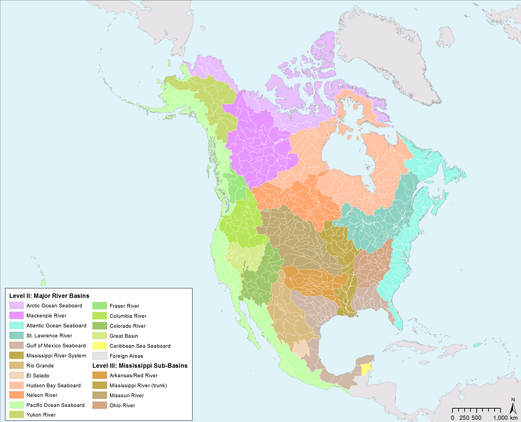 Level II: Major River Basins
Arctic Ocean Seaboard
Mackenzie River
Atlantic Ocean Seaboard
St. Lawrence River
Gulf of Mexico Seaboard
Mississippi River System
Rio Grande
El Salado
Hudson Bay Seaboard
Nelson River
Pacific Ocean Seaboard
Yukon River
Fraser River
Columbia River
Colorado River
Great Basin
Caribbean Sea Seaboard
Foreign Areas
Level III: Mississippi Sub-Basins
Arkansas/Red River
Mississippi River (trunk)
Missouri River
Ohio River
N
0 250 500 1,000 km